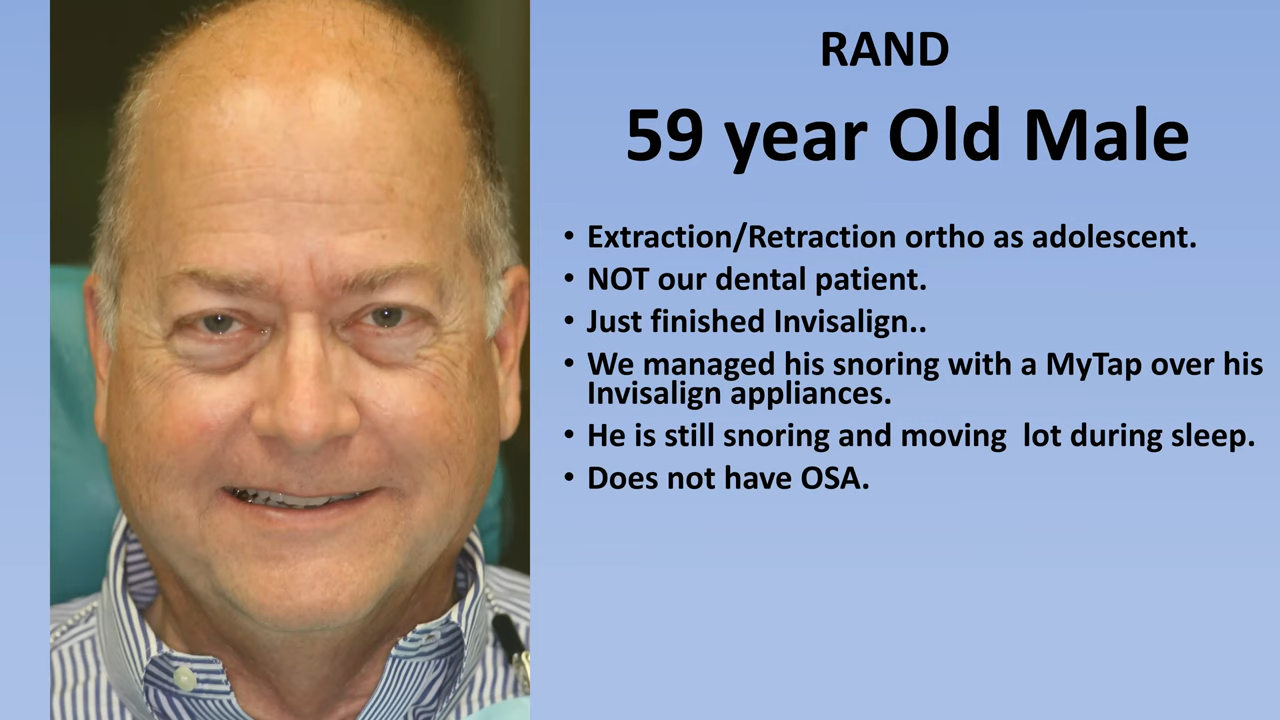 RAND
59 year Old Male
• Extraction/Retraction ortho as adolescent.
• NOT our dental patient.
• Just finished Invisalign..
• We managed his snoring with a MyTap over his
Invisalign appliances.
• He is still snoring and moving  lot during sleep.
• Does not have OSA.